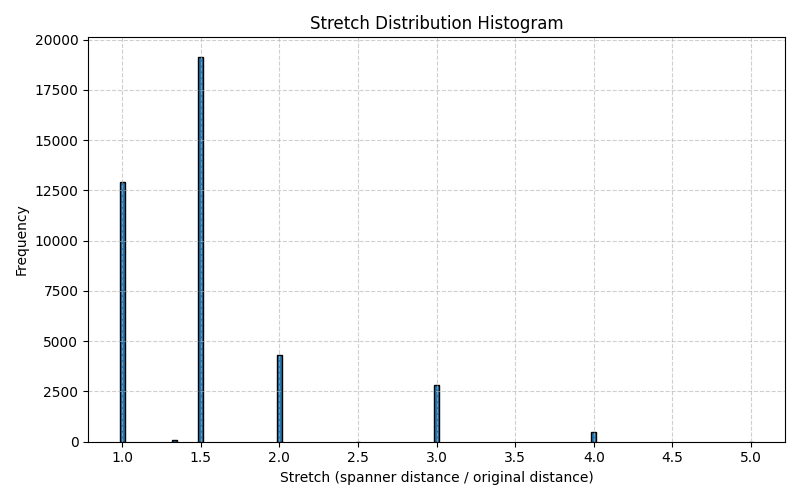 Stretch Distribution Histogram
20000
17500
15000
12500
10000
7500
5000
2500
0
Frequency
1.0 1.5 2.0 2.5 3.0 3.5 4.0 4.5 5.0
Stretch (spanner distance / original distance)